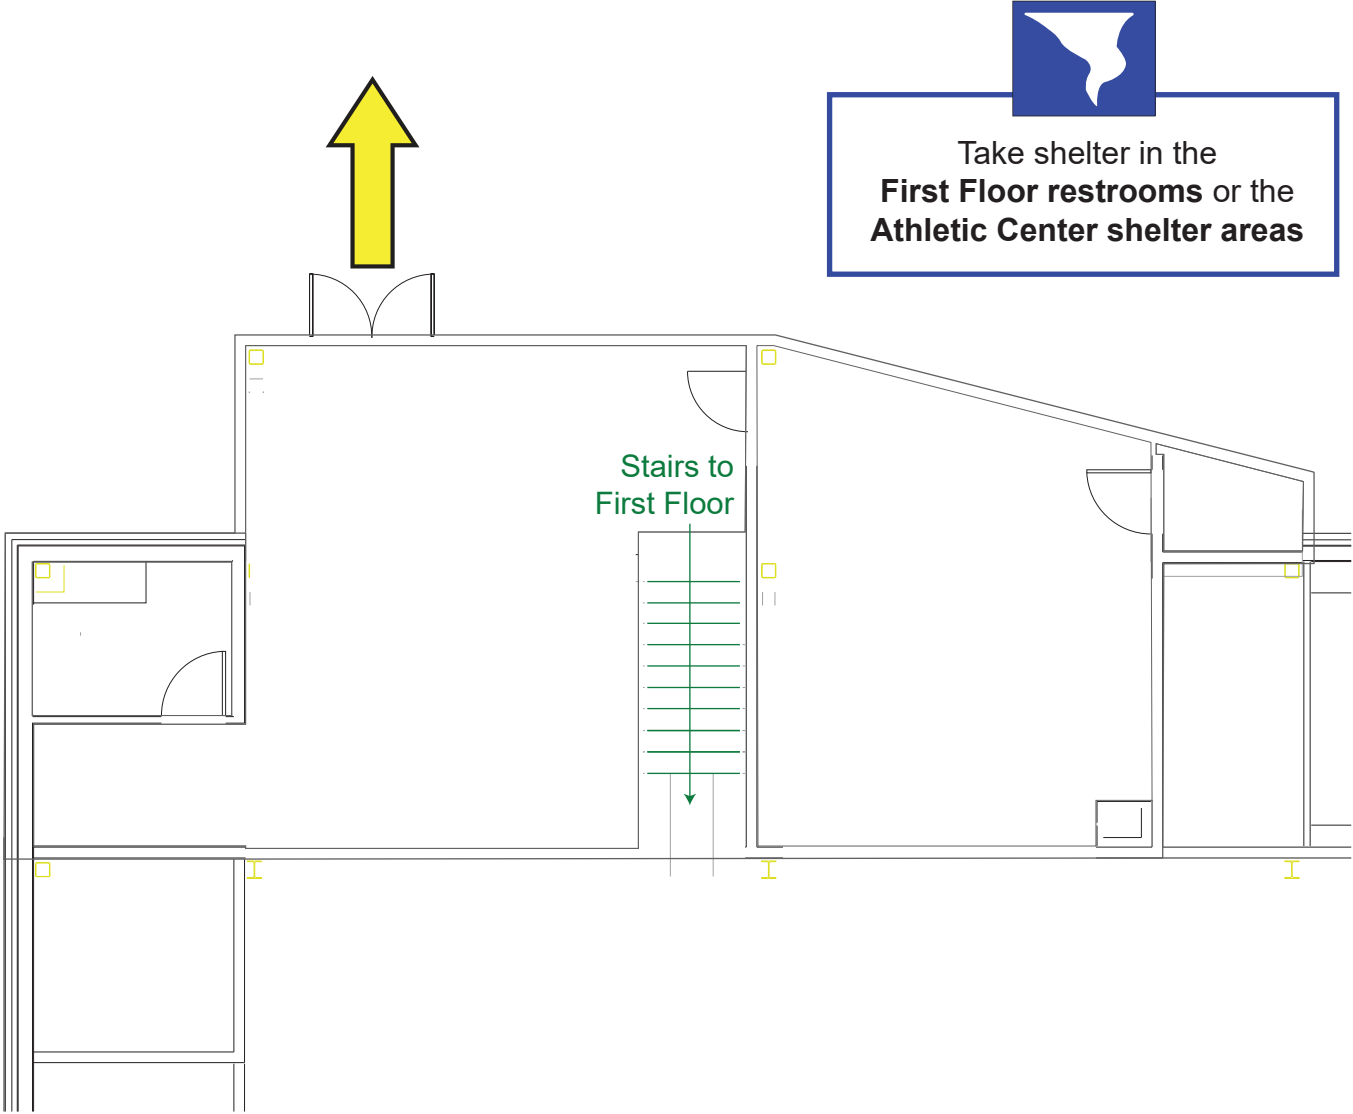 Take shelter in the
First Floor restrooms or the
Athletic Center shelter areas
Stairs to
First Floor